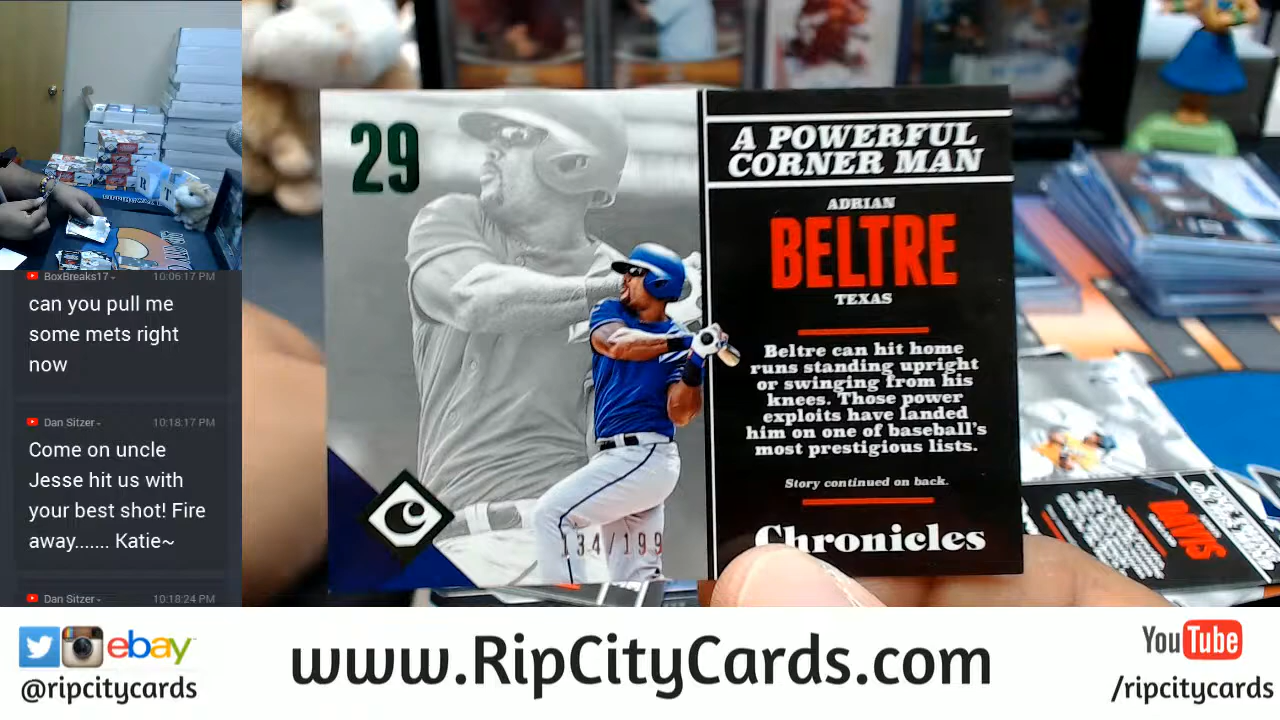 BoxBreaks17
10:06:17 PM
can you pull me
some mets right
now
Dan Sitzer
10:18:17 PM
Come on uncle
Jesse hit us with
your best shot! Fire
away....... Katie~
Dan Sitzer
10:18:24 PM
29
134/199
A POWERFUL
CORNER MAN
ADRIAN
BELTRE
TEXAS
Beltre can hit home
runs standing upright
or swinging from his
knees. Those power
exploits have landed
him on one of baseball's
most prestigious lists.
Story continued on back.
Chronicles
DAVIS
ebay
@ripcitycards
www.RipCityCards.com
YouTube
/ripcitycards